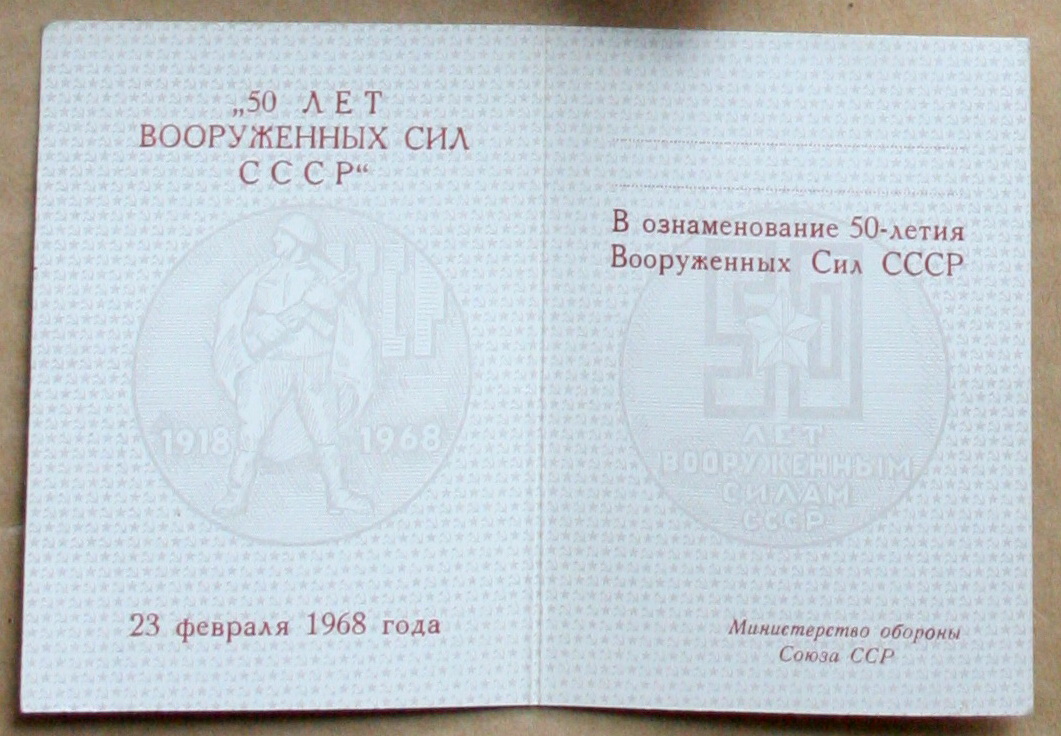 „50 ЛЕТ
ВООРУЖЕННЫХ СИЛ
СССР“
1918 1968
23 февраля 1968 года
В ознаменование 50-летия
Вооруженных Сил СССР
50
ЛЕТ
ВООРУЖЕННЫМ
СИЛАМ
СССР
Министерство обороны
Союза ССР